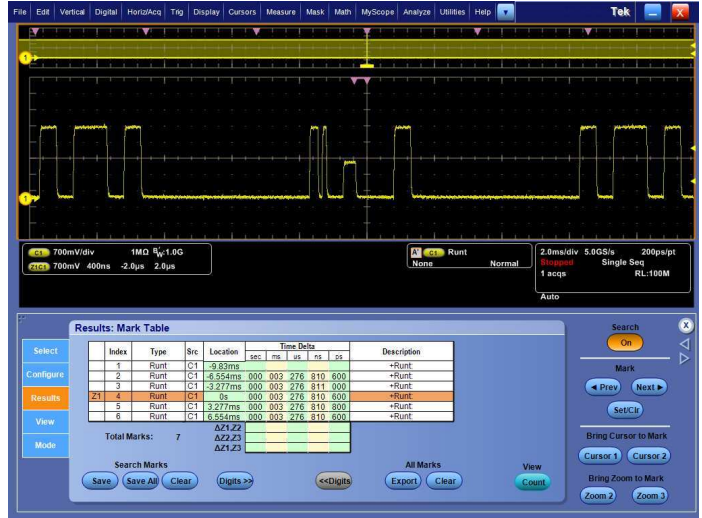 File Edit Vertical Digital Horiz/Acq Trig Display Cursors Measure Mask Math MyScope Analyze Utilities Help Tek X
1
1
C1 700mV/div 1MΩ BW:1.0G
Z1C1 700mV 400ns -2.0µs 2.0µs
A' C1 Runt
None Normal
2.0ms/div 5.0GS/s 200ps/pt
Stopped Single Seq
1 acqs RL:100M
Auto
Results: Mark Table
Select
Configure
Results
View
Mode
Index Type Src Location Time Delta Description
sec ms us ns ps
1 Runt C1 -9.83ms +Runt:
2 Runt C1 -6.554ms 000 003 276 810 600 +Runt:
3 Runt C1 -3.277ms 000 003 276 811 000 +Runt:
Z1 4 Runt C1 0s 000 003 276 810 600 +Runt:
5 Runt C1 3.277ms 000 003 276 810 800 +Runt:
6 Runt C1 6.554ms 000 003 276 810 600 +Runt:
Total Marks: 7
ΔZ1,Z2
ΔZ2,Z3
ΔZ1,Z3
Search Marks
Save Save All Clear Digits >> <<Digits
All Marks
Export Clear
View
Count
Search
On
X
Mark
Prev Next
Set/Clr
Bring Cursor to Mark
Cursor 1 Cursor 2
Bring Zoom to Mark
Zoom 2 Zoom 3